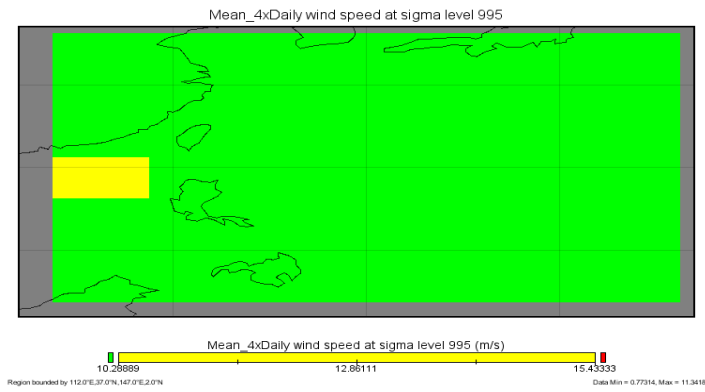 Mean_4xDaily wind speed at sigma level 995
Mean_4xDaily wind speed at sigma level 995 (m/s)
10.28889 12.86111 15.43333
Region bounded by 112.0°E,37.0°N,147.0°E,2.0°N Data Min = 0.77314, Max = 11.3418